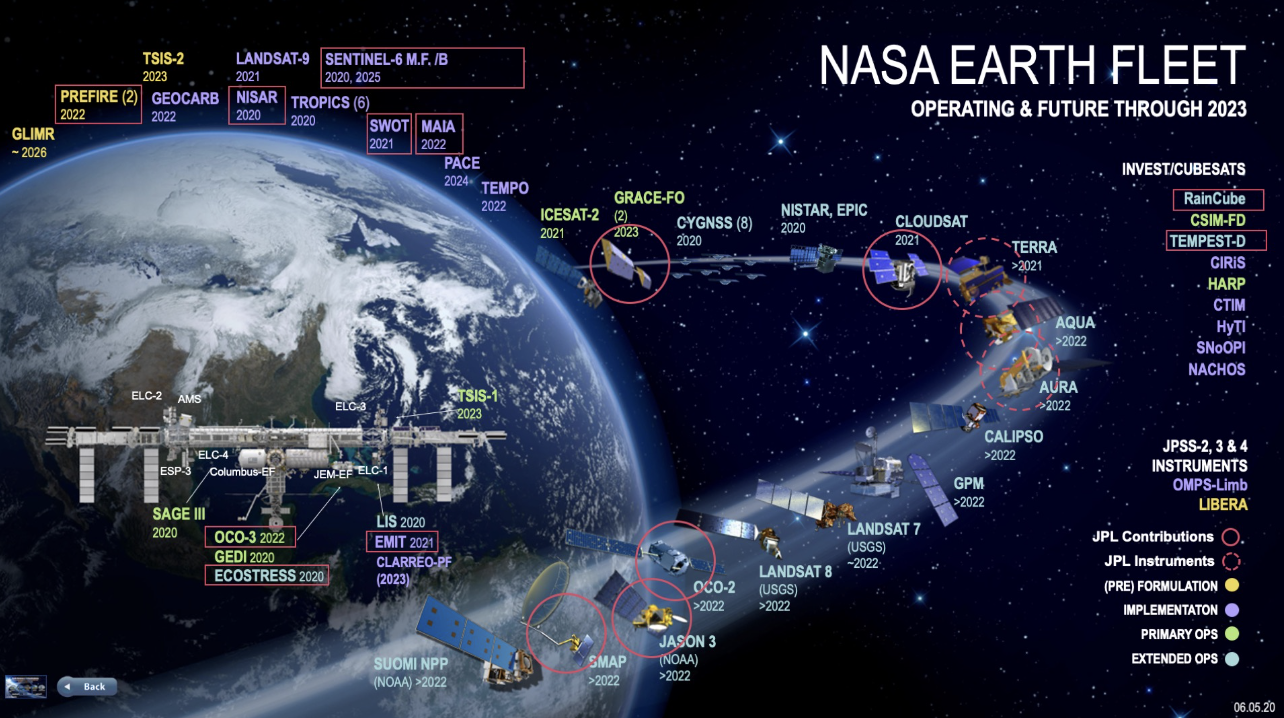 NASA EARTH FLEET
OPERATING & FUTURE THROUGH 2023
TSIS-2
2023
LANDSAT-9
2021
SENTINEL-6 M.F. /B
2020, 2025
PREFIRE (2)
2022
GEOCARB
2022
NISAR
2020
TROPICS (6)
2020
GLIMR
~ 2026
SWOT
2021
MAIA
2022
PACE
2024
TEMPO
2022
ICESAT-2
2021
GRACE-FO
(2)
2023
CYGNSS (8)
2020
NISTAR, EPIC
2020
CLOUDSAT
2021
TERRA
>2021
AQUA
>2022
AURA
>2022
CALIPSO
>2022
GPM
>2022
LANDSAT 7
(USGS)
~2022
LANDSAT 8
(USGS)
>2022
OCO-2
>2022
JASON 3
(NOAA)
>2022
SMAP
>2022
SUOMI NPP
(NOAA) >2022
INVEST/CUBESATS
RainCube
CSIM-FD
TEMPEST-D
CIRiS
HARP
CTIM
HyTI
SNoOPI
NACHOS
ELC-2
AMS
ELC-3
TSIS-1
2023
ELC-4
ESP-3
Columbus-EF
JEM-EF
ELC-1
SAGE III
2020
OCO-3 2022
GEDI 2020
ECOSTRESS 2020
LIS 2020
EMIT 2021
CLARREO-PF
(2023)
JPSS-2, 3 & 4
INSTRUMENTS
OMPS-Limb
LIBERA
JPL Contributions
JPL Instruments
(PRE) FORMULATION
IMPLEMENTATON
PRIMARY OPS
EXTENDED OPS
Back
06.05.20